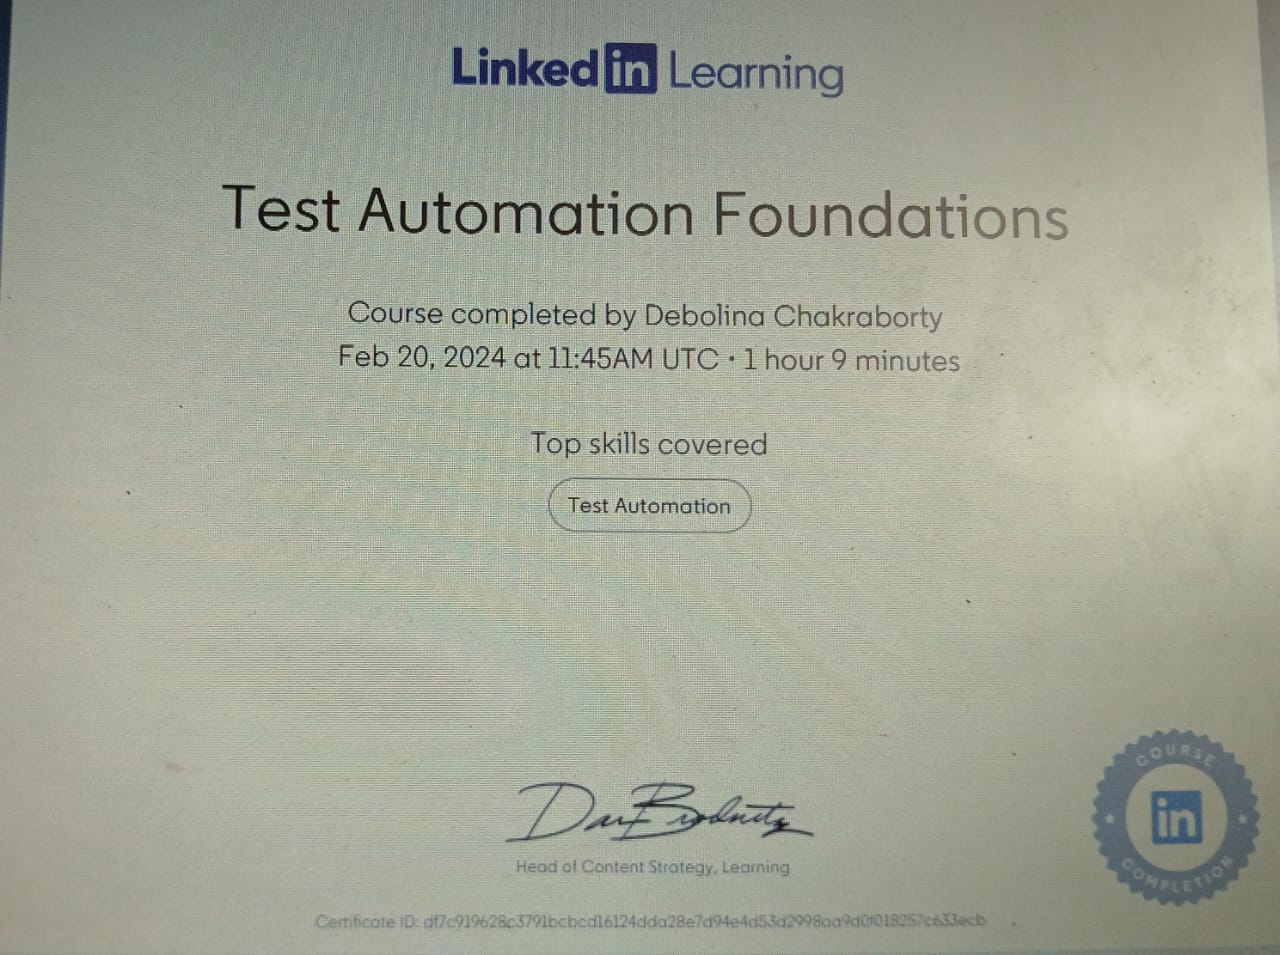 Linked in Learning
Test Automation Foundations
Course completed by Debolina Chakraborty
Feb 20, 2024 at 11:45AM UTC • 1 hour 9 minutes
Top skills covered
Test Automation
Head of Content Strategy, Learning
Certificate ID: df7c919628c3791bcbcd16124dda28e7d94e4d53d2998aa9d0f018257c633ecb
COURSE
in
COMPLETION